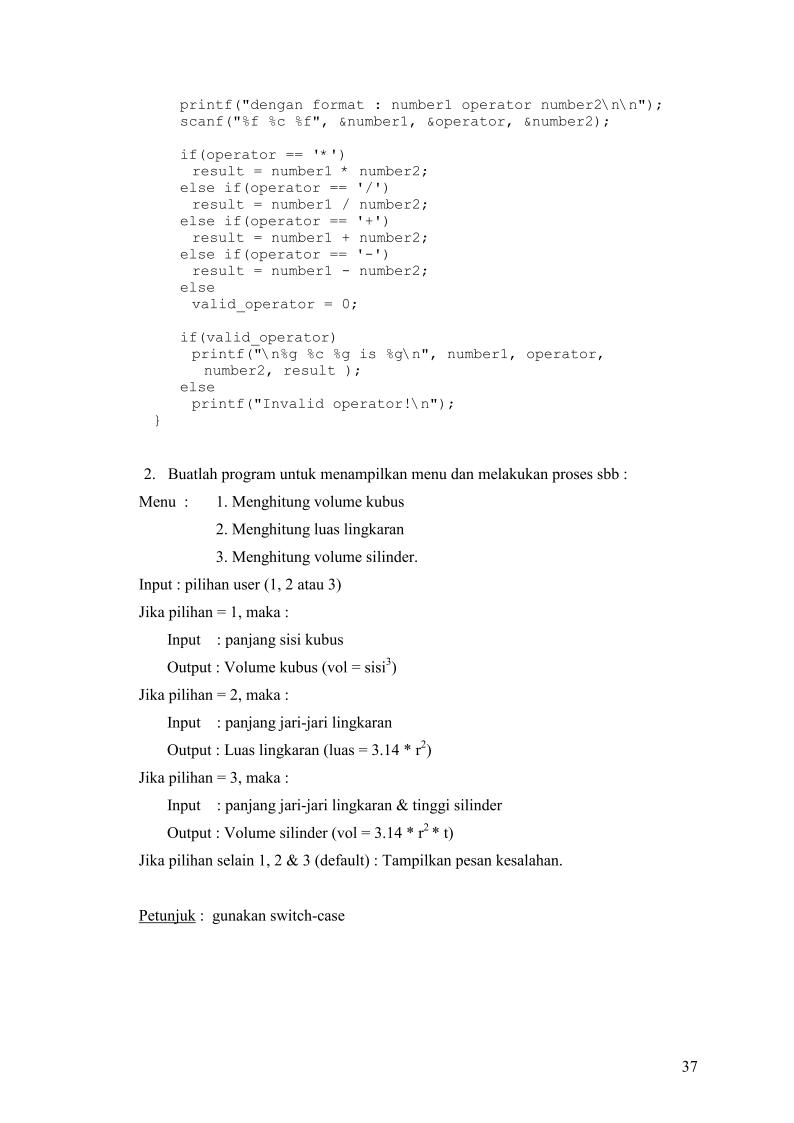 printf("dengan format : number1 operator number2\n\n");
scanf("%f %c %f", &number1, &operator, &number2);
if(operator == '*')
result = number1 * number2;
else if(operator == '/')
result = number1 / number2;
else if(operator == '+')
result = number1 + number2;
else if(operator == '-')
result = number1 - number2;
else
valid_operator = 0;
if(valid_operator)
printf("\n%g %c %g is %g\n", number1, operator,
number2, result );
else
printf("Invalid operator!\n");
}
2. Buatlah program untuk menampilkan menu dan melakukan proses sbb :
Menu : 1. Menghitung volume kubus
2. Menghitung luas lingkaran
3. Menghitung volume silinder.
Input : pilihan user (1, 2 atau 3)
Jika pilihan = 1, maka :
Input : panjang sisi kubus
Output : Volume kubus (vol = sisi³)
Jika pilihan = 2, maka :
Input : panjang jari-jari lingkaran
Output : Luas lingkaran (luas = 3.14 * r²)
Jika pilihan = 3, maka :
Input : panjang jari-jari lingkaran & tinggi silinder
Output : Volume silinder (vol = 3.14 * r² * t)
Jika pilihan selain 1, 2 & 3 (default) : Tampilkan pesan kesalahan.
Petunjuk : gunakan switch-case
37